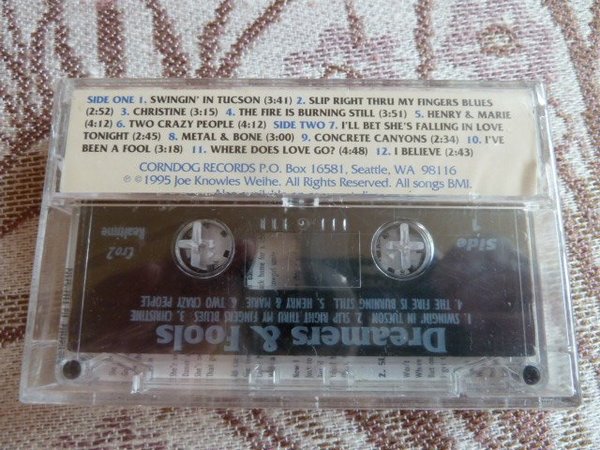 SIDE ONE 1. SWINGIN' IN TUCSON (3:41) 2. SLIP RIGHT THRU MY FINGERS BLUES
(2:52) 3. CHRISTINE (3:18) 4. THE FIRE IS BURNING STILL (3:51) 5. HENRY & MARIE
(4:12) 6. TWO CRAZY PEOPLE (4:12) SIDE TWO 7. I'LL BET SHE'S FALLING IN LOVE
TONIGHT (2:45) 8. METAL & BONE (3:00) 9. CONCRETE CANYONS (2:34) 10. I'VE
BEEN A FOOL (3:18) 11. WHERE DOES LOVE GO? (4:48) 12. I BELIEVE (2:43)
CORNDOG RECORDS P.O. Box 16581, Seattle, WA 98116
℗ ©1995 Joe Knowles Weihe. All Rights Reserved. All songs BMI.
Side 1
Cro2
Realtime
Dreamers & Fools
1. SWINGIN' IN TUCSON 2. SLIP RIGHT THRU MY FINGERS BLUES 3. CHRISTINE
4. THE FIRE IS BURNING STILL 5. HENRY & MARIE 6. TWO CRAZY PEOPLE